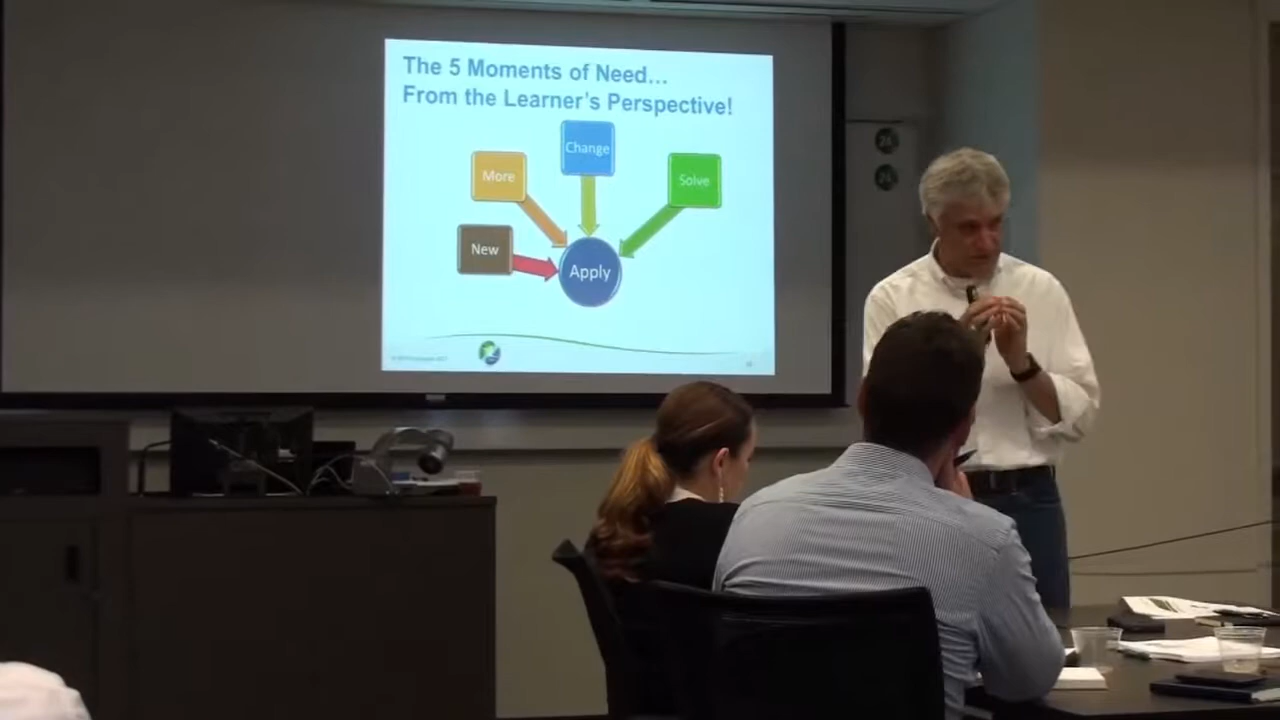 The 5 Moments of Need…
From the Learner's Perspective!
Change
More
Solve
New
Apply